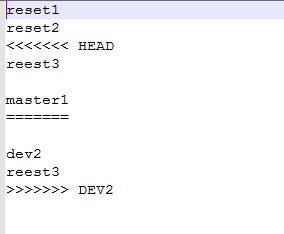 reset1
reset2
<<<<<<< HEAD
reest3

master1
=======

dev2
reest3
>>>>>>> DEV2